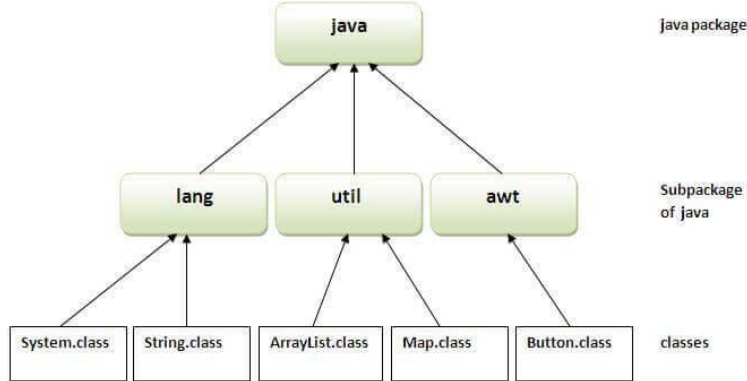 java
java package
lang
util
awt
Subpackage
of java
System.class
String.class
ArrayList.class
Map.class
Button.class
classes